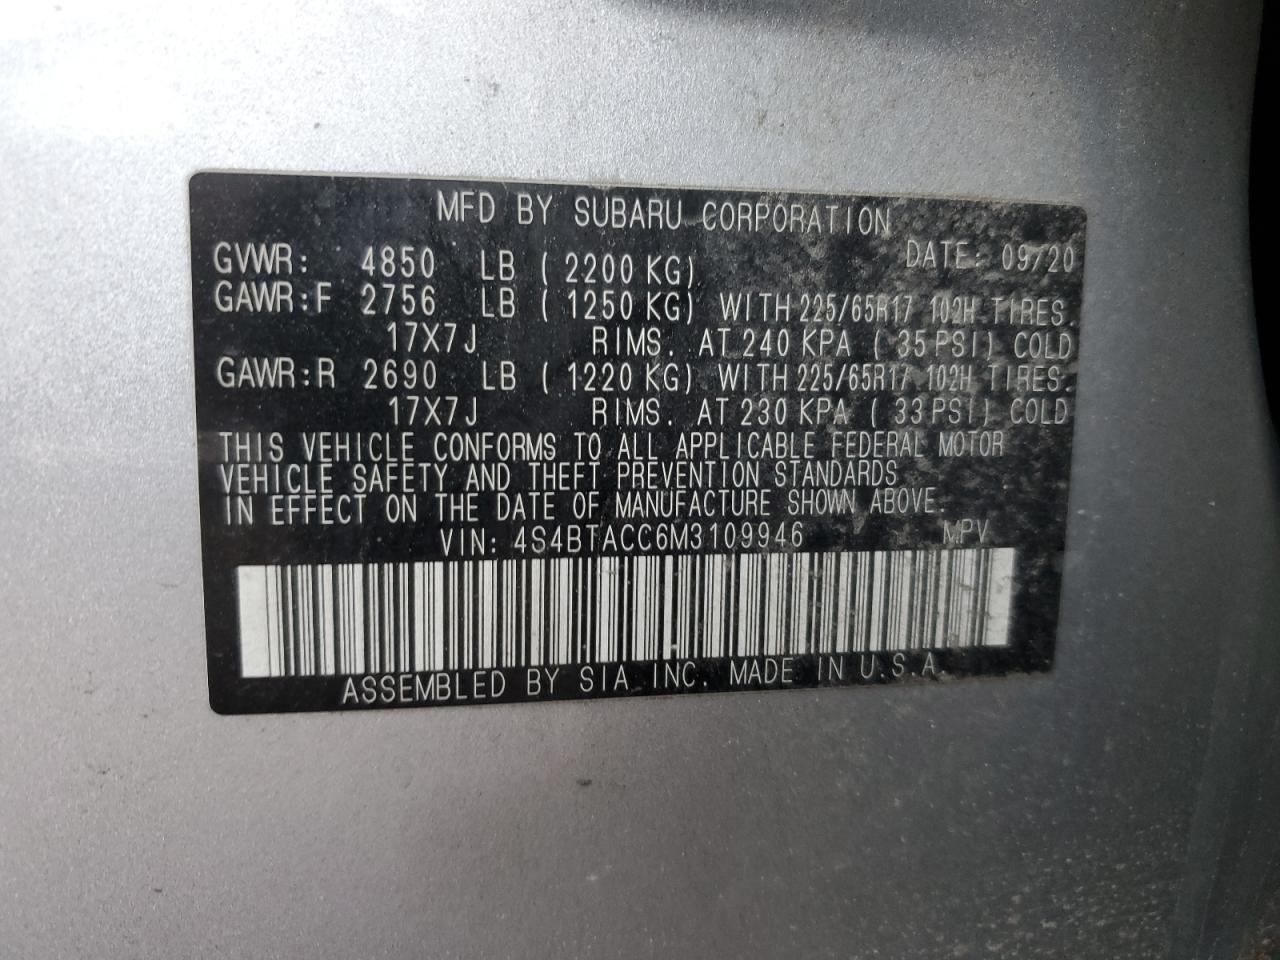 MFD BY SUBARU CORPORATION
DATE: 09/20
GVWR: 4850 LB ( 2200 KG)
GAWR:F 2756 LB ( 1250 KG) WITH 225/65R17 102H TIRES.
17X7J RIMS. AT 240 KPA ( 35 PSI) COLD
GAWR:R 2690 LB ( 1220 KG) WITH 225/65R17 102H TIRES.
17X7J RIMS. AT 230 KPA ( 33 PSI) COLD
THIS VEHICLE CONFORMS TO ALL APPLICABLE FEDERAL MOTOR
VEHICLE SAFETY AND THEFT PREVENTION STANDARDS
IN EFFECT ON THE DATE OF MANUFACTURE SHOWN ABOVE.
VIN: 4S4BTACC6M3109946 MPV
ASSEMBLED BY SIA INC. MADE IN U.S.A.